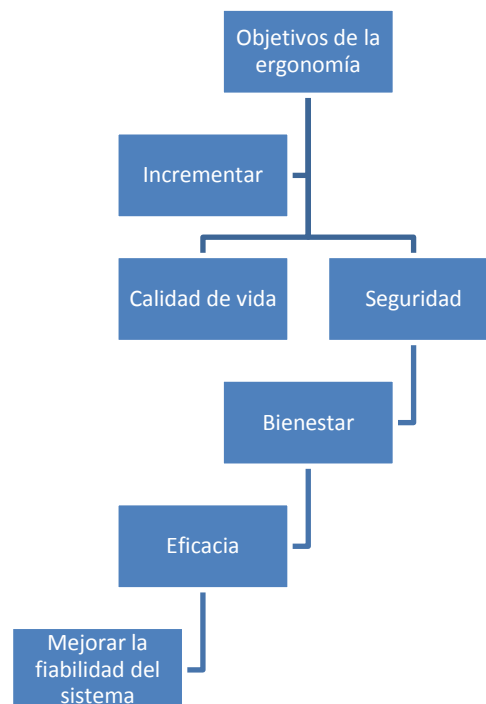 Objetivos de la
ergonomía
Incrementar
Calidad de vida
Seguridad
Bienestar
Eficacia
Mejorar la
fiabilidad del
sistema